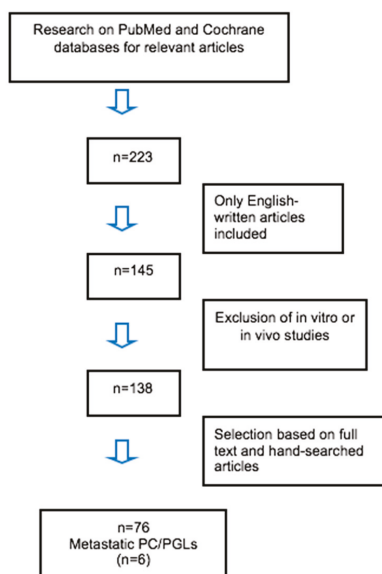 Research on PubMed and Cochrane
databases for relevant articles
n=223
Only English-
written articles
included
n=145
Exclusion of in vitro or
in vivo studies
n=138
Selection based on full
text and hand-searched
articles
n=76
Metastatic PC/PGLs
(n=6)